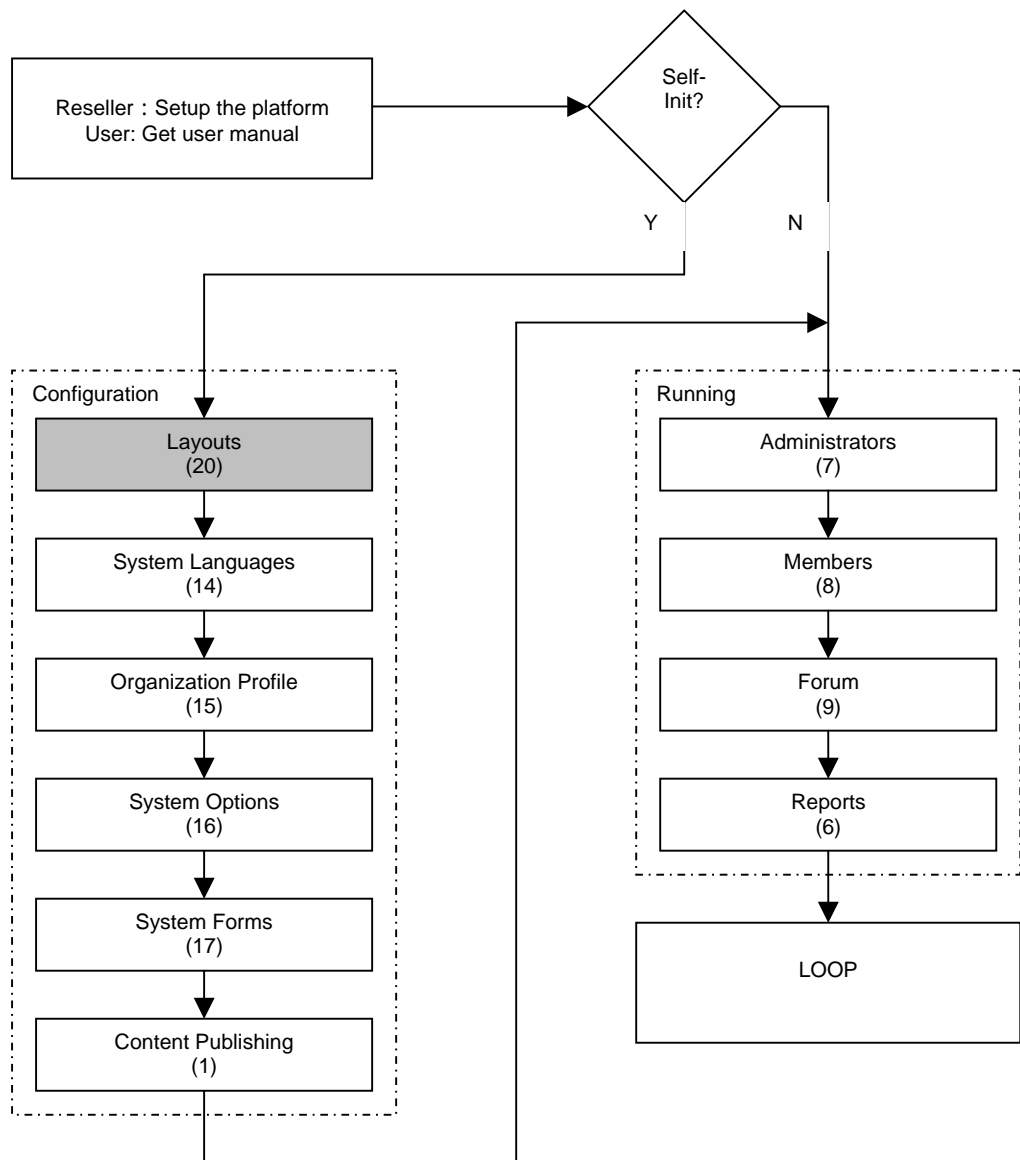 Reseller：Setup the platform
User: Get user manual
Self-
Init?
Y
N
Configuration
Layouts
(20)
System Languages
(14)
Organization Profile
(15)
System Options
(16)
System Forms
(17)
Content Publishing
(1)
Running
Administrators
(7)
Members
(8)
Forum
(9)
Reports
(6)
LOOP